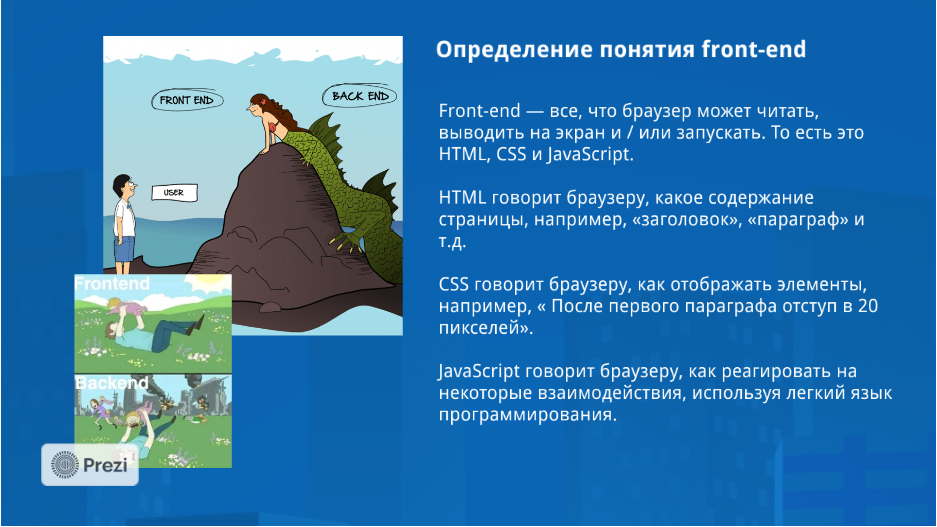 Определение понятия front-end
FRONT END
BACK END
USER
Front-end — все, что браузер может читать,
выводить на экран и / или запускать. То есть это
HTML, CSS и JavaScript.
HTML говорит браузеру, какое содержание
страницы, например, «заголовок», «параграф» и
т.д.
CSS говорит браузеру, как отображать элементы,
например, « После первого параграфа отступ в 20
пикселей».
JavaScript говорит браузеру, как реагировать на
некоторые взаимодействия, используя легкий язык
программирования.
Frontend
Backend
Prezi